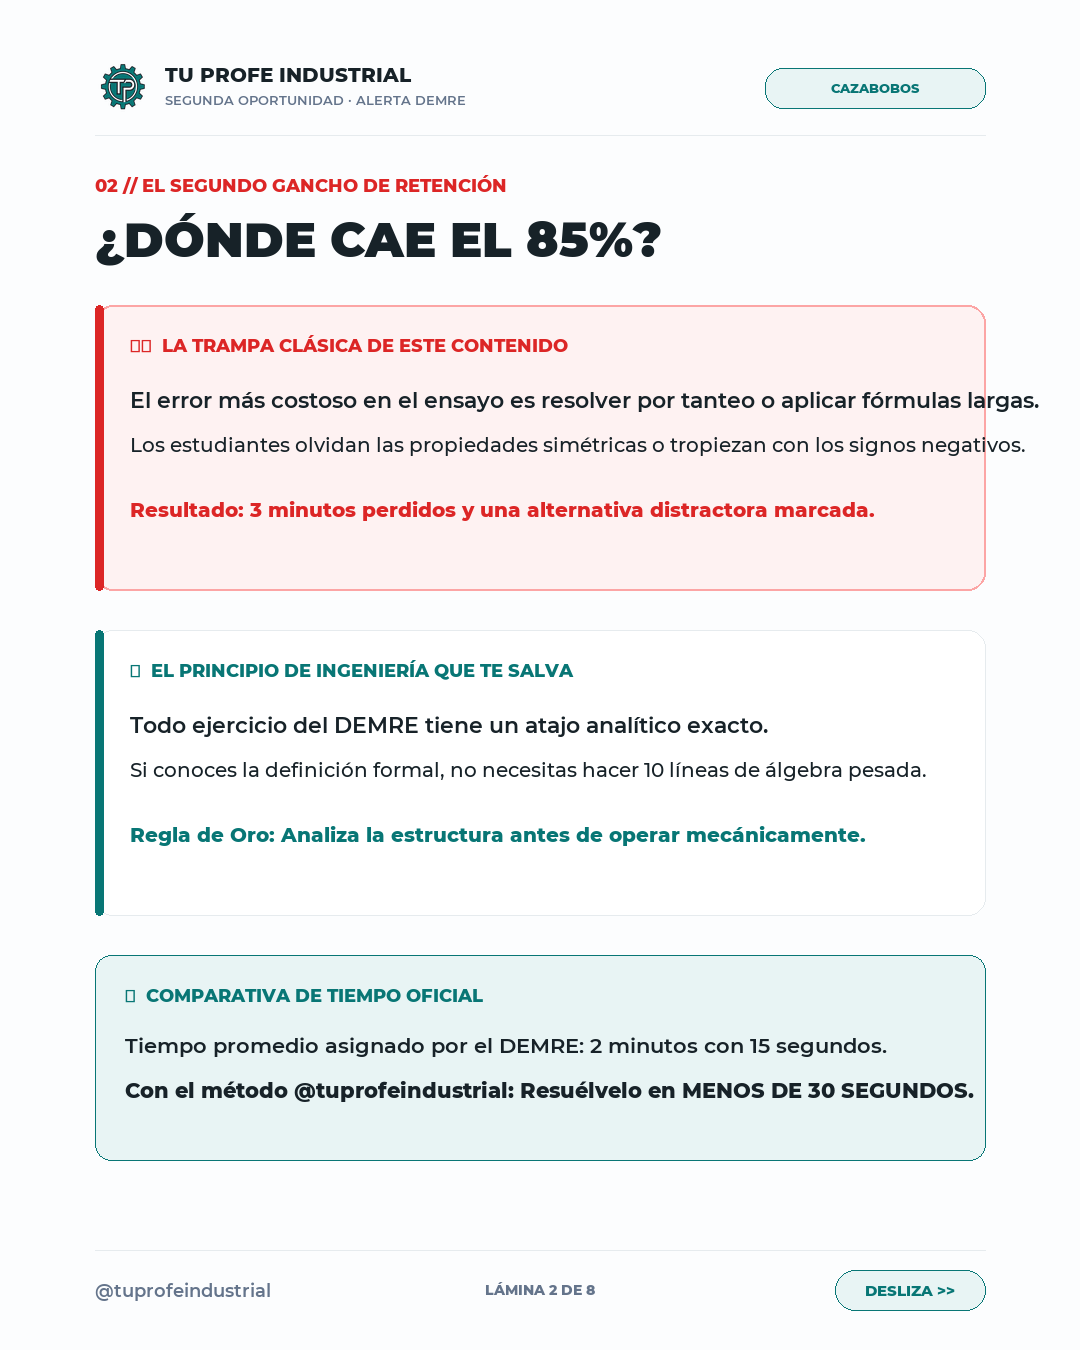 TP
TU PROFE INDUSTRIAL
SEGUNDA OPORTUNIDAD · ALERTA DEMRE
CAZABOBOS
02 // EL SEGUNDO GANCHO DE RETENCIÓN
¿DÓNDE CAE EL 85%?
LA TRAMPA CLÁSICA DE ESTE CONTENIDO
El error más costoso en el ensayo es resolver por tanteo o aplicar fórmulas largas.
Los estudiantes olvidan las propiedades simétricas o tropiezan con los signos negativos.
Resultado: 3 minutos perdidos y una alternativa distractora marcada.
EL PRINCIPIO DE INGENIERÍA QUE TE SALVA
Todo ejercicio del DEMRE tiene un atajo analítico exacto.
Si conoces la definición formal, no necesitas hacer 10 líneas de álgebra pesada.
Regla de Oro: Analiza la estructura antes de operar mecánicamente.
COMPARATIVA DE TIEMPO OFICIAL
Tiempo promedio asignado por el DEMRE: 2 minutos con 15 segundos.
Con el método @tuprofeindustrial: Resuélvelo en MENOS DE 30 SEGUNDOS.
@tuprofeindustrial
LÁMINA 2 DE 8
DESLIZA >>